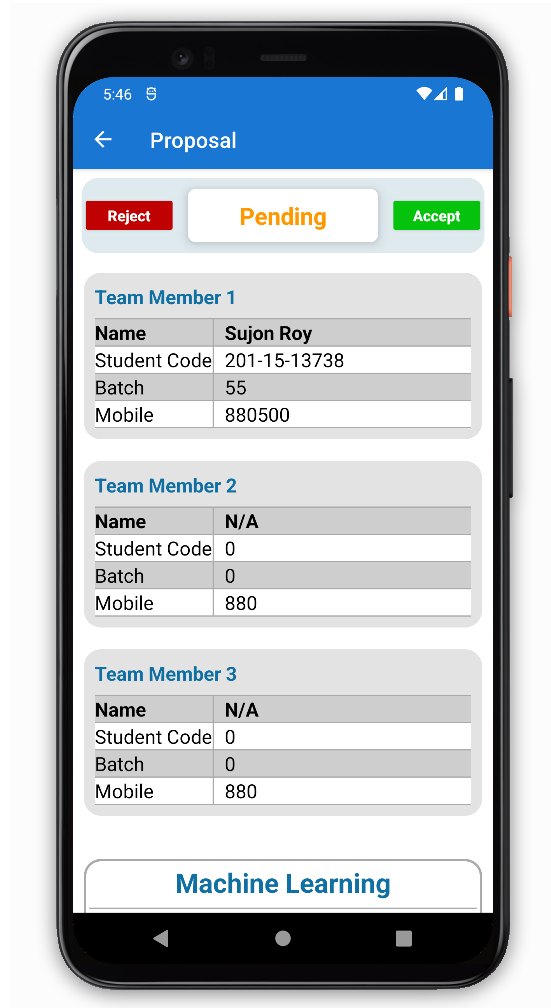 5:46
Proposal
Reject Pending Accept
Team Member 1
Name Sujon Roy
Student Code 201-15-13738
Batch 55
Mobile 880500
Team Member 2
Name N/A
Student Code 0
Batch 0
Mobile 880
Team Member 3
Name N/A
Student Code 0
Batch 0
Mobile 880
Machine Learning